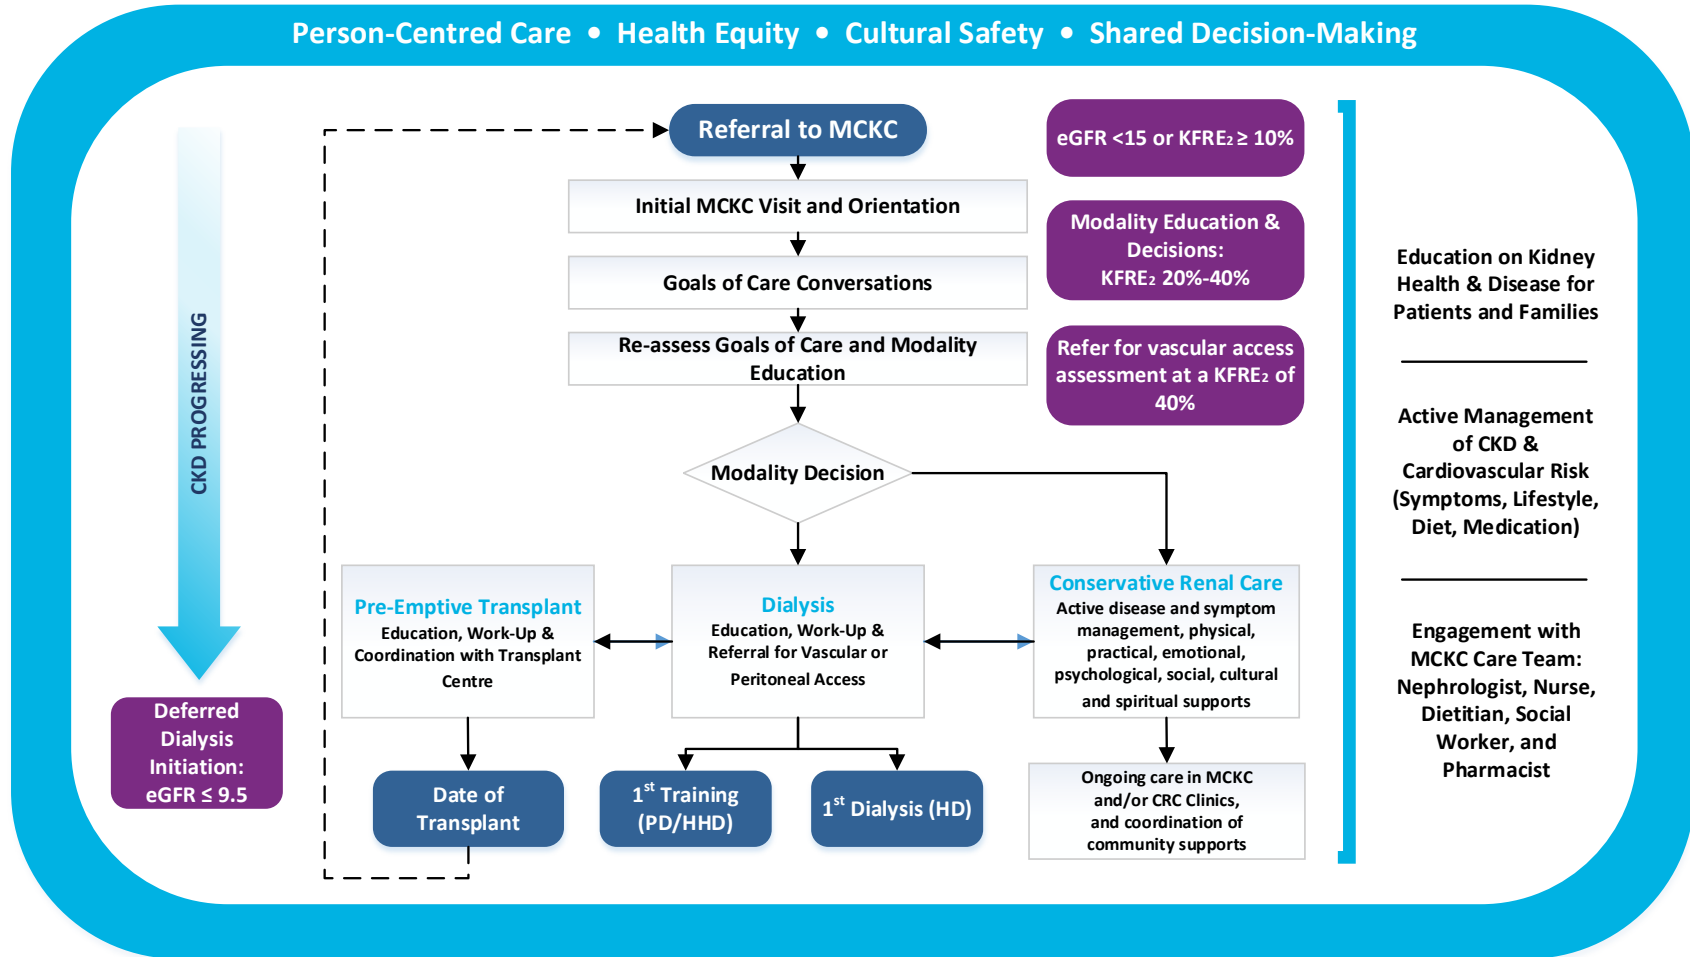 Person-Centred Care • Health Equity • Cultural Safety • Shared Decision-Making
Referral to MCKC
eGFR <15 or KFRE₂ ≥ 10%
Initial MCKC Visit and Orientation
Modality Education &
Decisions:
KFRE₂ 20%-40%
Goals of Care Conversations
Re-assess Goals of Care and Modality
Education
Refer for vascular access
assessment at a KFRE₂ of
40%
Modality Decision
CKD PROGRESSING
Deferred
Dialysis
Initiation:
eGFR ≤ 9.5
Pre-Emptive Transplant
Education, Work-Up &
Coordination with Transplant
Centre
Dialysis
Education, Work-Up &
Referral for Vascular or
Peritoneal Access
Conservative Renal Care
Active disease and symptom
management, physical,
practical, emotional,
psychological, social, cultural
and spiritual supports
Date of
Transplant
1st Training
(PD/HHD)
1st Dialysis (HD)
Ongoing care in MCKC
and/or CRC Clinics,
and coordination of
community supports
Education on Kidney
Health & Disease for
Patients and Families
Active Management
of CKD &
Cardiovascular Risk
(Symptoms, Lifestyle,
Diet, Medication)
Engagement with
MCKC Care Team:
Nephrologist, Nurse,
Dietitian, Social
Worker, and
Pharmacist